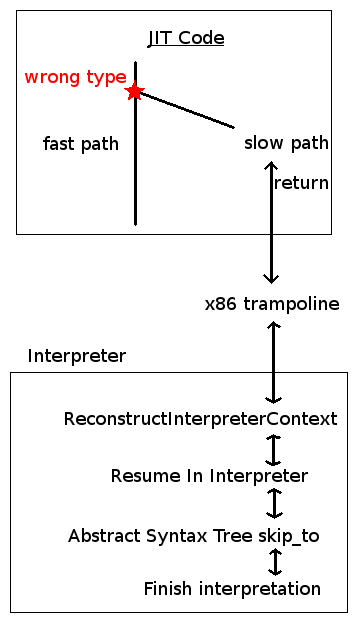 JIT Code
wrong type
fast path
slow path
return
x86 trampoline
Interpreter
ReconstructInterpreterContext
Resume In Interpreter
Abstract Syntax Tree skip_to
Finish interpretation